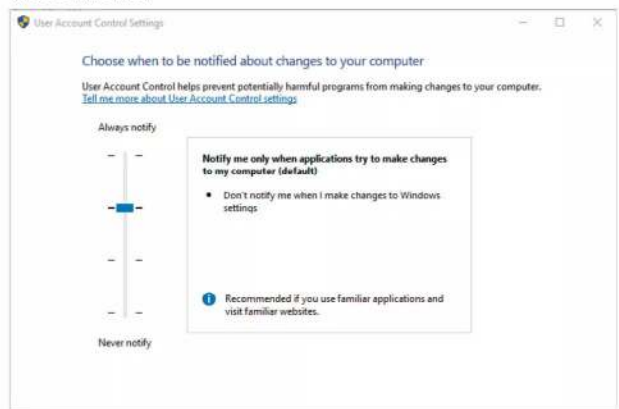 User Account Control Settings
Choose when to be notified about changes to your computer
User Account Control helps prevent potentially harmful programs from making changes to your computer.
Tell me more about User Account Control settings
Always notify
Notify me only when applications try to make changes
to my computer (default)
• Don't notify me when I make changes to Windows
settings
Recommended if you use familiar applications and
visit familiar websites.
Never notify